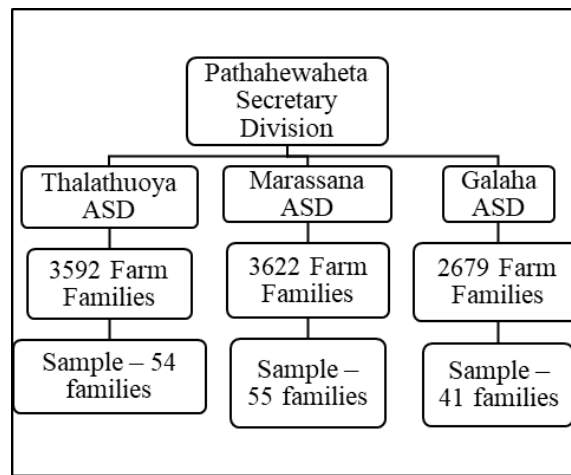 Pathahewaheta
Secretary
Division
Thalathuoya
ASD
Marassana
ASD
Galaha
ASD
3592 Farm
Families
3622 Farm
Families
2679 Farm
Families
Sample – 54
families
Sample –
55 families
Sample –
41 families